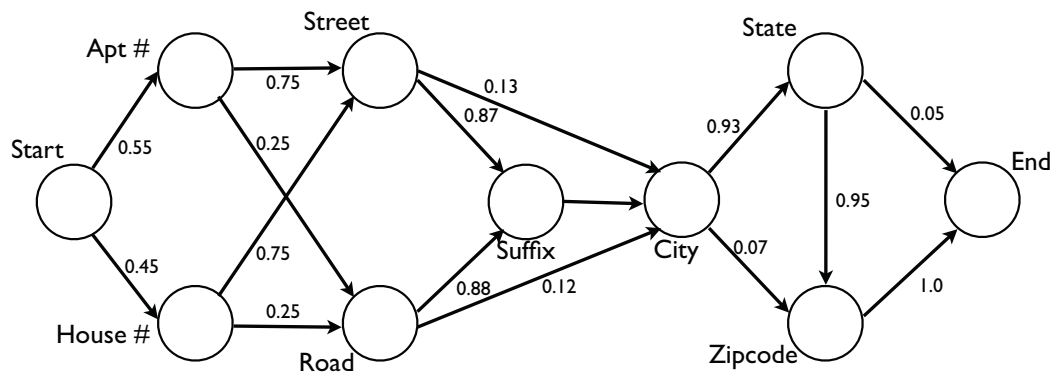 Street
State
Apt #
0.75
0.13
0.87
0.05
0.93
Start
0.55
0.25
End
0.95
0.45
0.75
Suffix
City
0.07
0.88
0.12
1.0
0.25
House #
Road
Zipcode